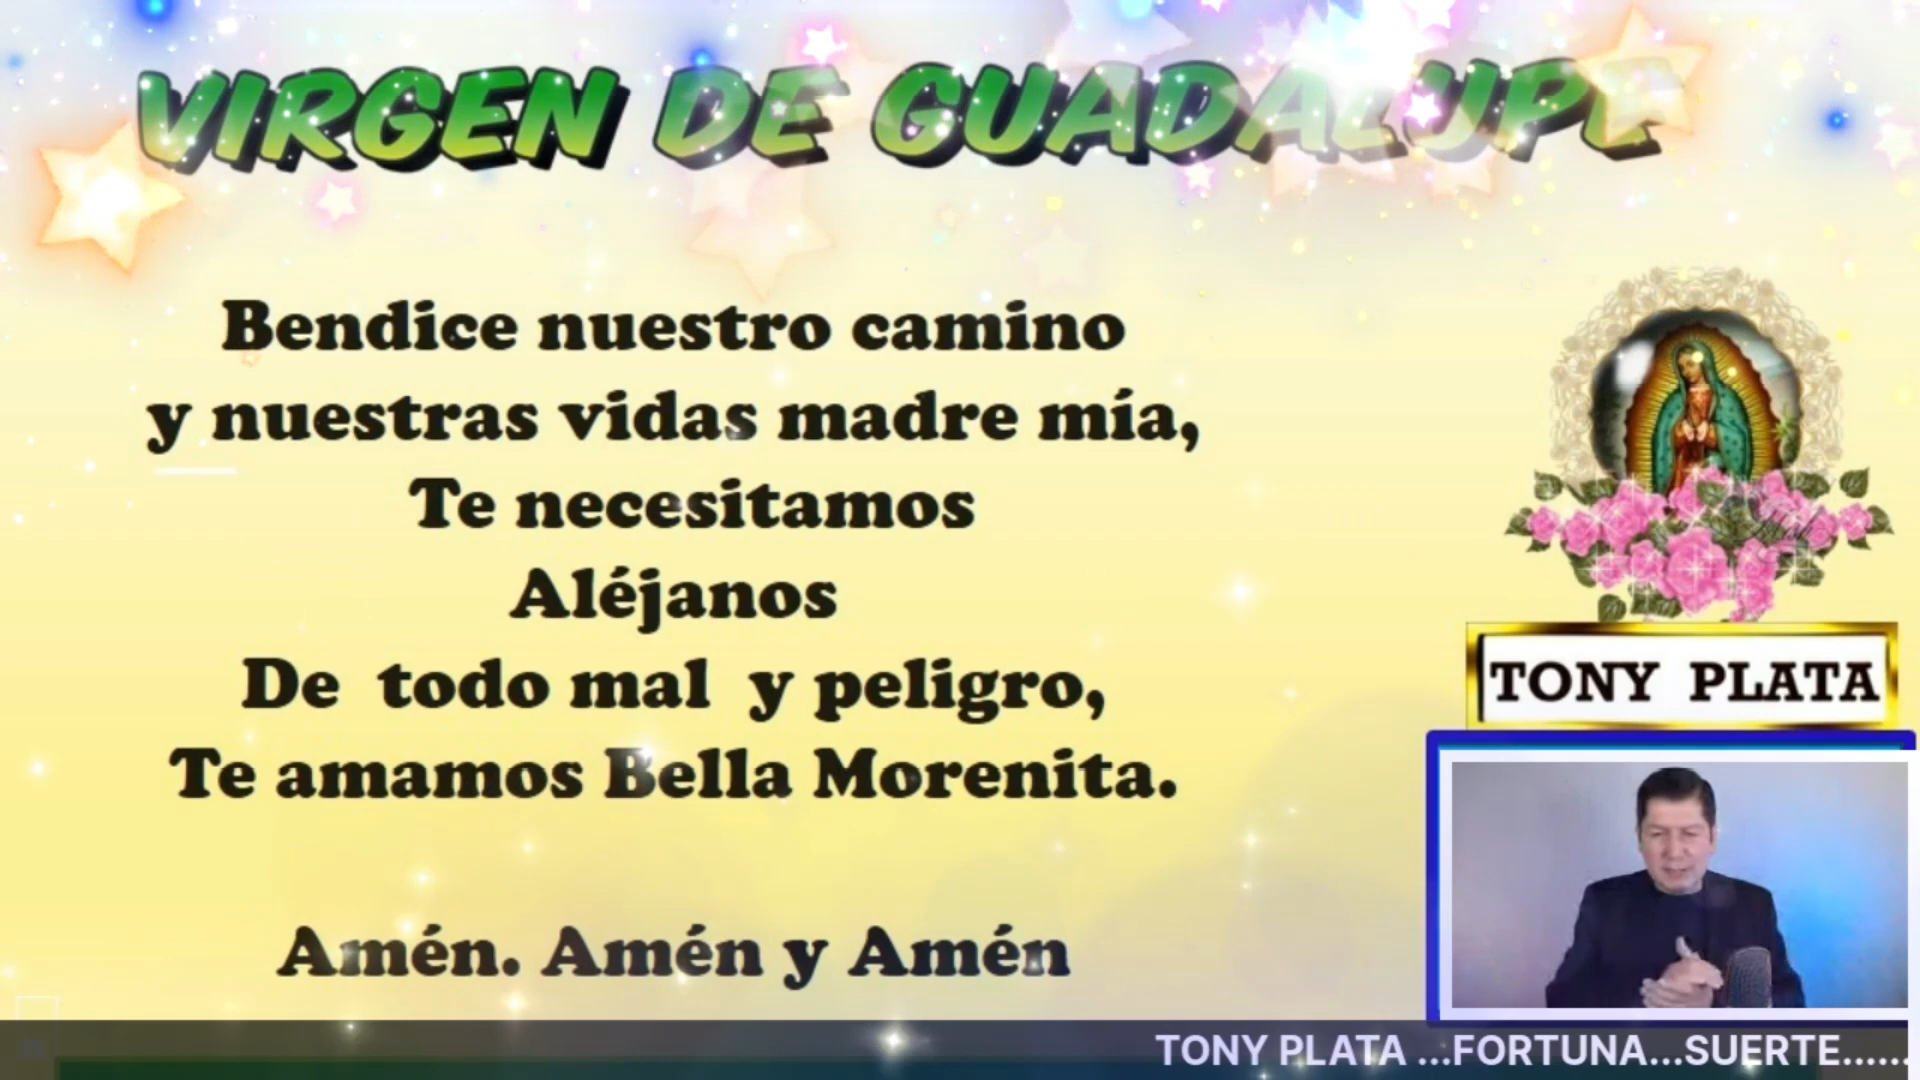 VIRGEN DE GUADALUPE
Bendice nuestro camino
y nuestras vidas madre mía,
Te necesitamos
Aléjanos
De todo mal y peligro,
Te amamos Bella Morenita.
Amén. Amén y Amén
TONY PLATA
TONY PLATA ...FORTUNA...SUERTE......